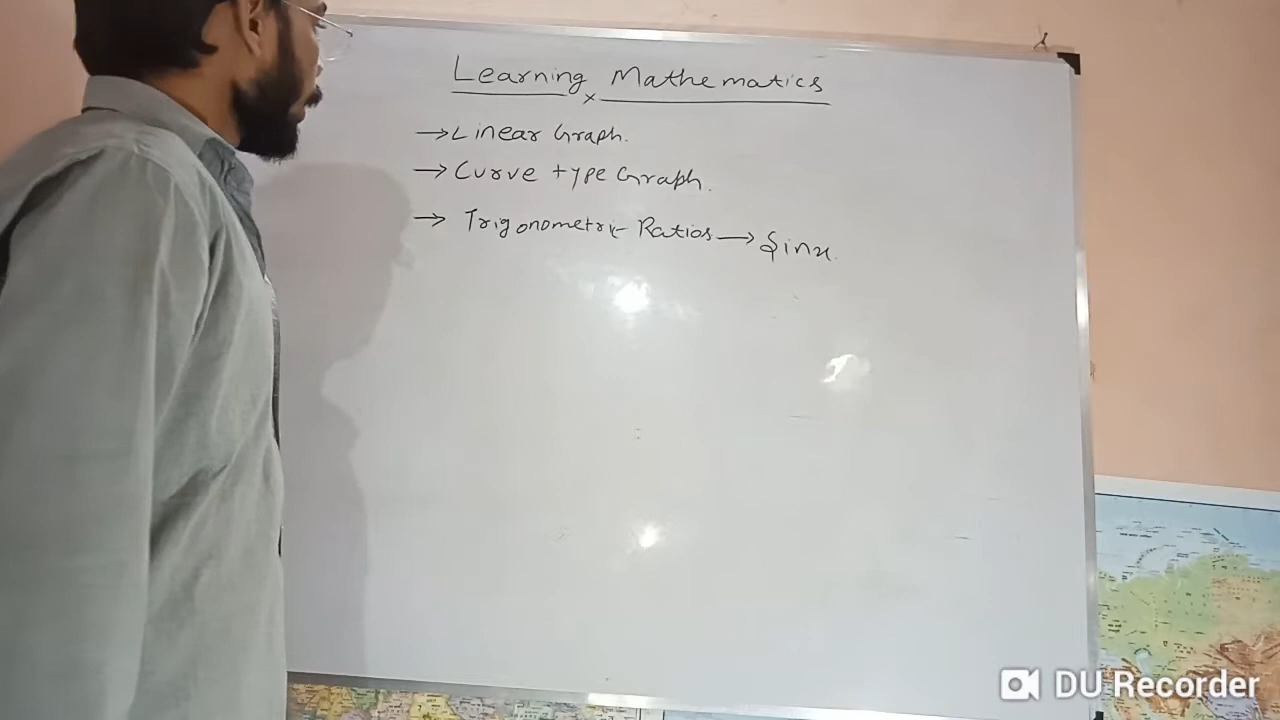 Learning Mathematics
→ Linear Graph.
→ Curve type Graph.
→ Trigonometric Ratios → Sinx.
DU Recorder